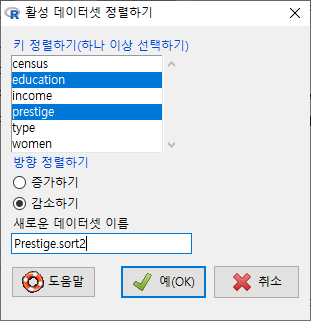 활성 데이터셋 정렬하기
키 정렬하기(하나 이상 선택하기)
census
education
income
prestige
type
women
방향 정렬하기
증가하기
감소하기
새로운 데이터셋 이름
Prestige.sort2
도움말
예(OK)
취소